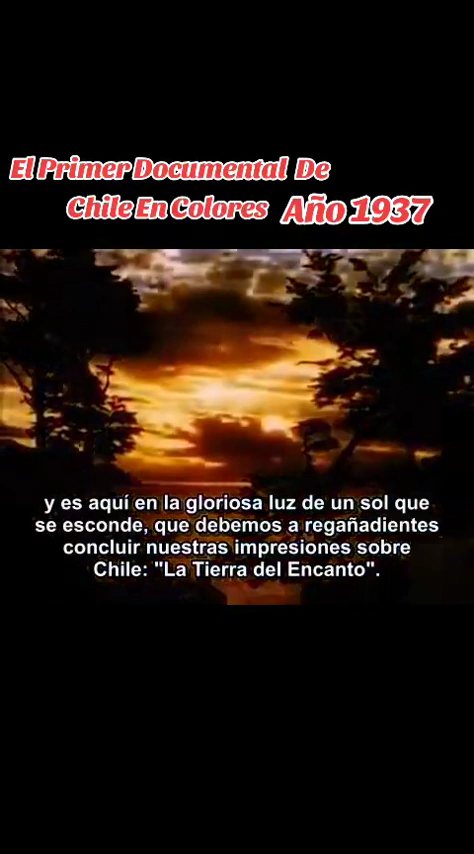 El Primer Documental De
Chile En Colores Año 1937
y es aquí en la gloriosa luz de un sol que
se esconde, que debemos a regañadientes
concluir nuestras impresiones sobre
Chile: "La Tierra del Encanto".